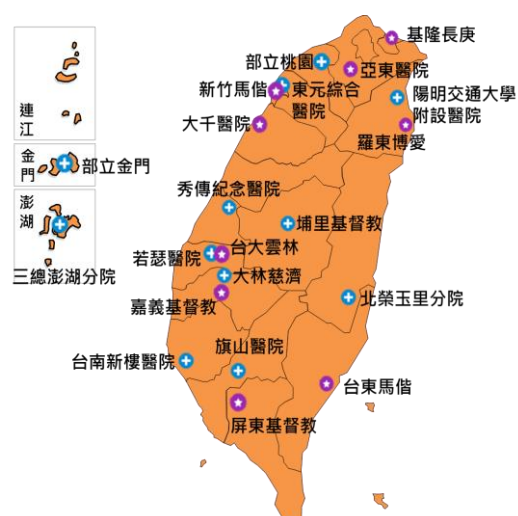 基隆長庚
部立桃園
亞東醫院
新竹馬偕
東元綜合
醫院
陽明交通大學
附設醫院
大千醫院
羅東博愛
連江
金門
部立金門
澎湖
三總澎湖分院
秀傳紀念醫院
埔里基督教
若瑟醫院
台大雲林
大林慈濟
嘉義基督教
北榮玉里分院
旗山醫院
台南新樓醫院
台東馬偕
屏東基督教